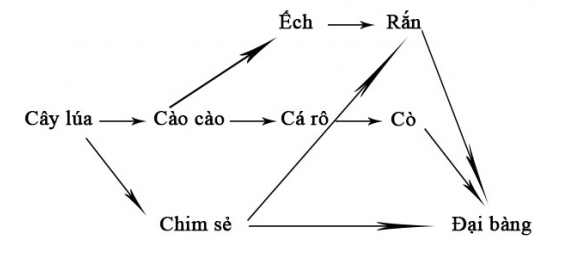 Ếch Rắn
Cây lúa Cào cào Cá rô Cò
Chim sẻ Đại bàng